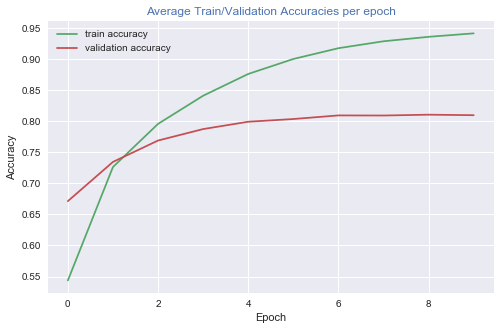 Average Train/Validation Accuracies per epoch
train accuracy
validation accuracy
0.95
0.90
0.85
0.80
0.75
0.70
0.65
0.60
0.55
Accuracy
0 2 4 6 8
Epoch